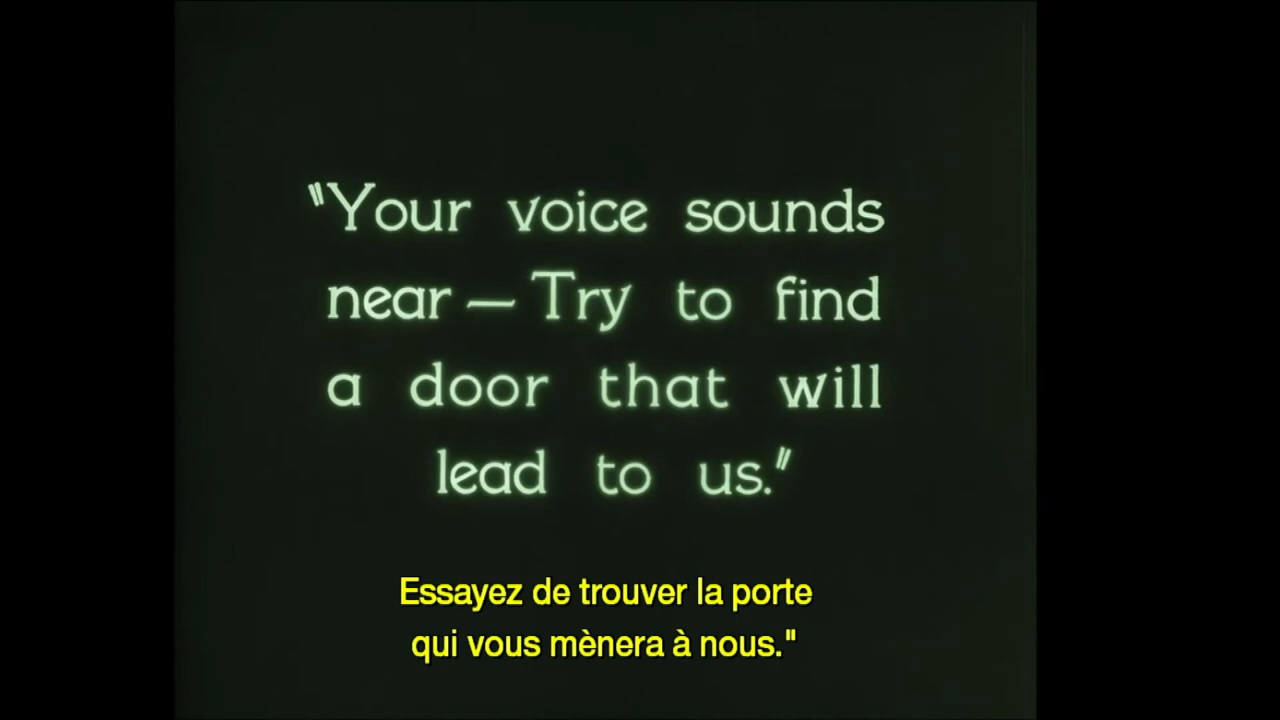 "Your voice sounds
near — Try to find
a door that will
lead to us."
Essayez de trouver la porte
qui vous mènera à nous."